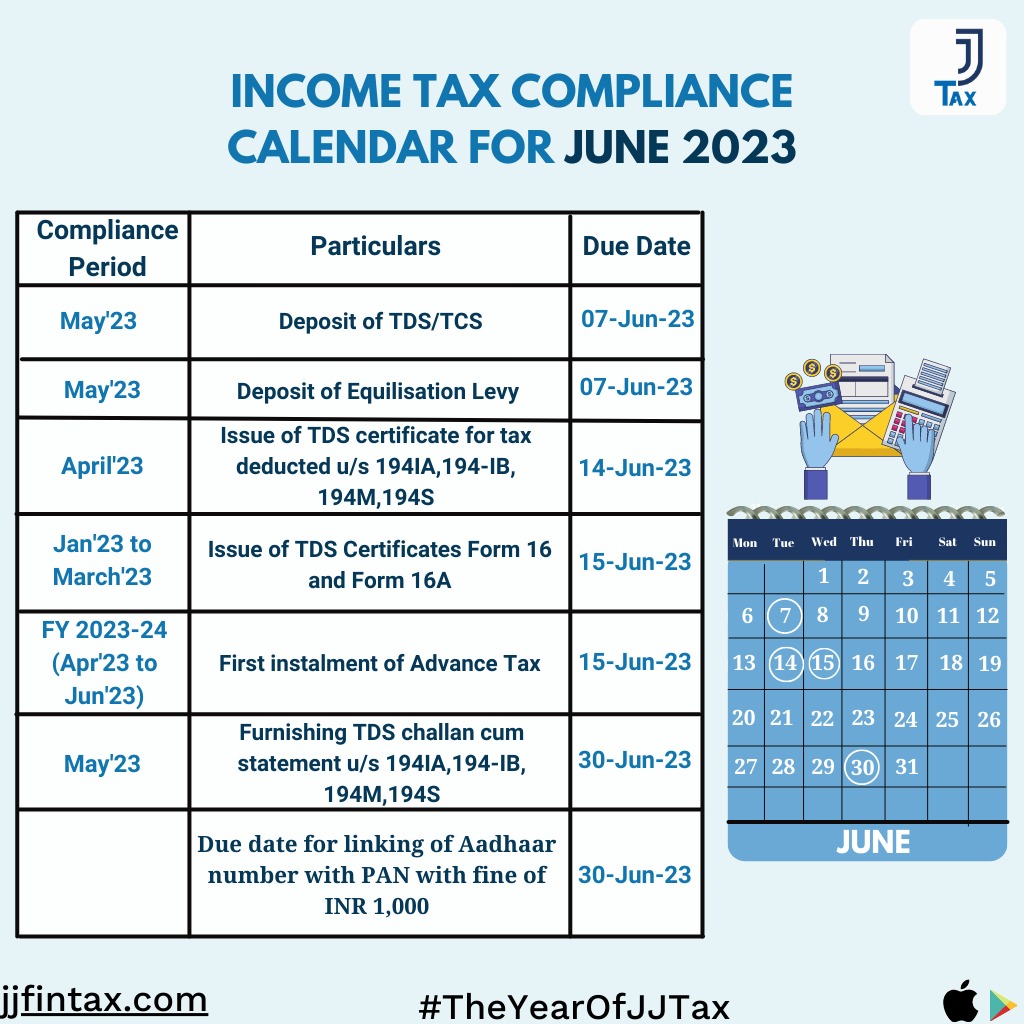 J
J
TAX
INCOME TAX COMPLIANCE
CALENDAR FOR JUNE 2023
Compliance
Period
Particulars
Due Date
May'23
Deposit of TDS/TCS
07-Jun-23
May'23
Deposit of Equilisation Levy
07-Jun-23
April'23
Issue of TDS certificate for tax
deducted u/s 194IA,194-IB,
194M,194S
14-Jun-23
Jan'23 to
March'23
Issue of TDS Certificates Form 16
and Form 16A
15-Jun-23
FY 2023-24
(Apr'23 to
Jun'23)
First instalment of Advance Tax
15-Jun-23
May'23
Furnishing TDS challan cum
statement u/s 194IA,194-IB,
194M,194S
30-Jun-23
Due date for linking of Aadhaar
number with PAN with fine of
INR 1,000
30-Jun-23
$ $ $
Mon Tue Wed Thu Fri Sat Sun
1 2 3 4 5
6 7 8 9 10 11 12
13 14 15 16 17 18 19
20 21 22 23 24 25 26
27 28 29 30 31
JUNE
jjfintax.com
#TheYearOfJJTax